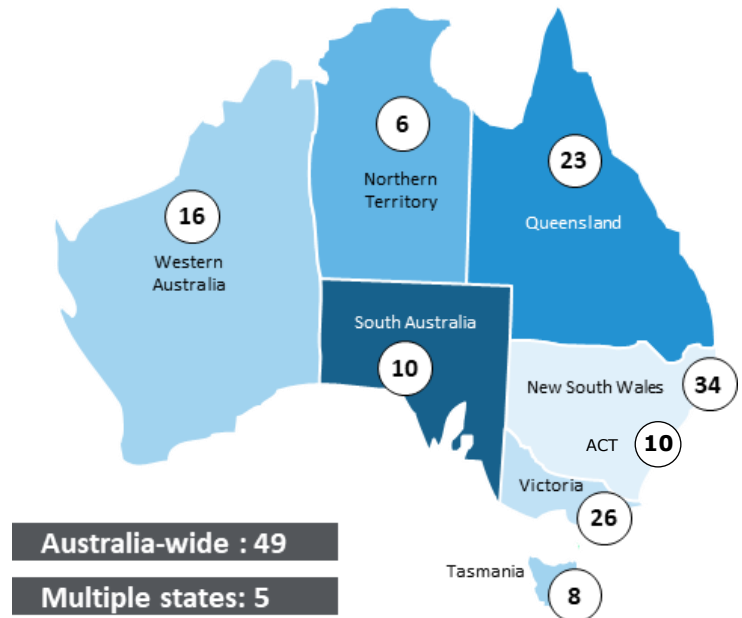 6
Northern
Territory
23
Queensland
16
Western
Australia
South Australia
10
New South Wales
34
ACT
10
Victoria
26
Australia-wide : 49
Tasmania
8
Multiple states: 5